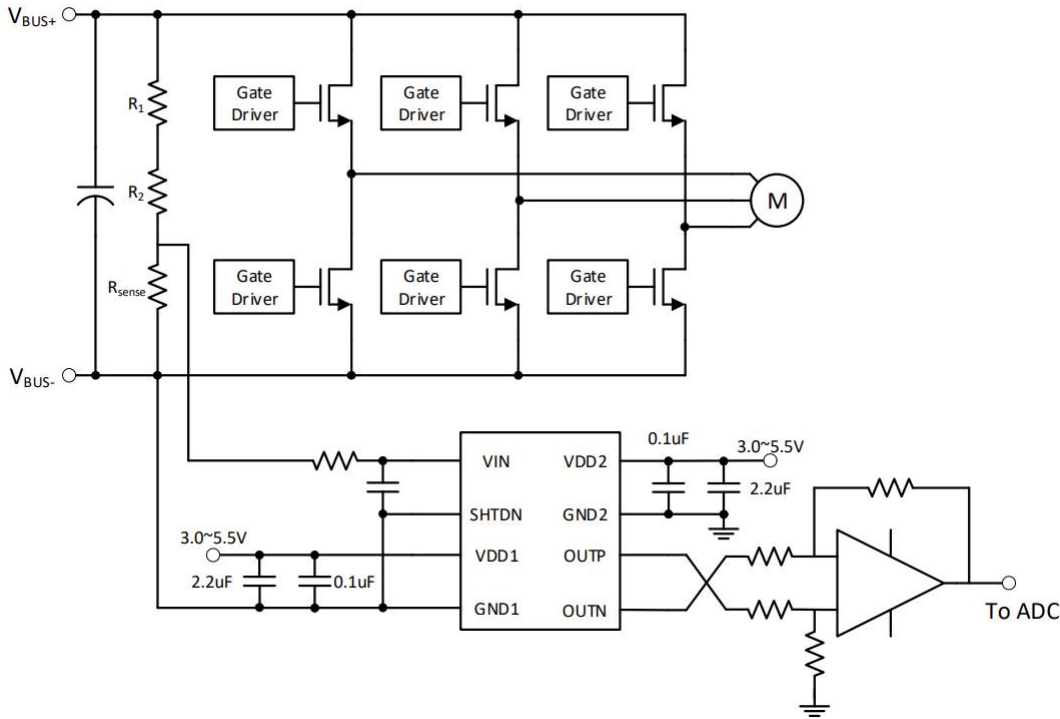 VBUS+
R1
R2
Rsense
Gate
Driver
Gate
Driver
Gate
Driver
M
Gate
Driver
Gate
Driver
Gate
Driver
VBUS-
VIN
SHTDN
VDD1
GND1
VDD2
GND2
OUTP
OUTN
0.1uF
3.0~5.5V
2.2uF
3.0~5.5V
2.2uF
0.1uF
To ADC